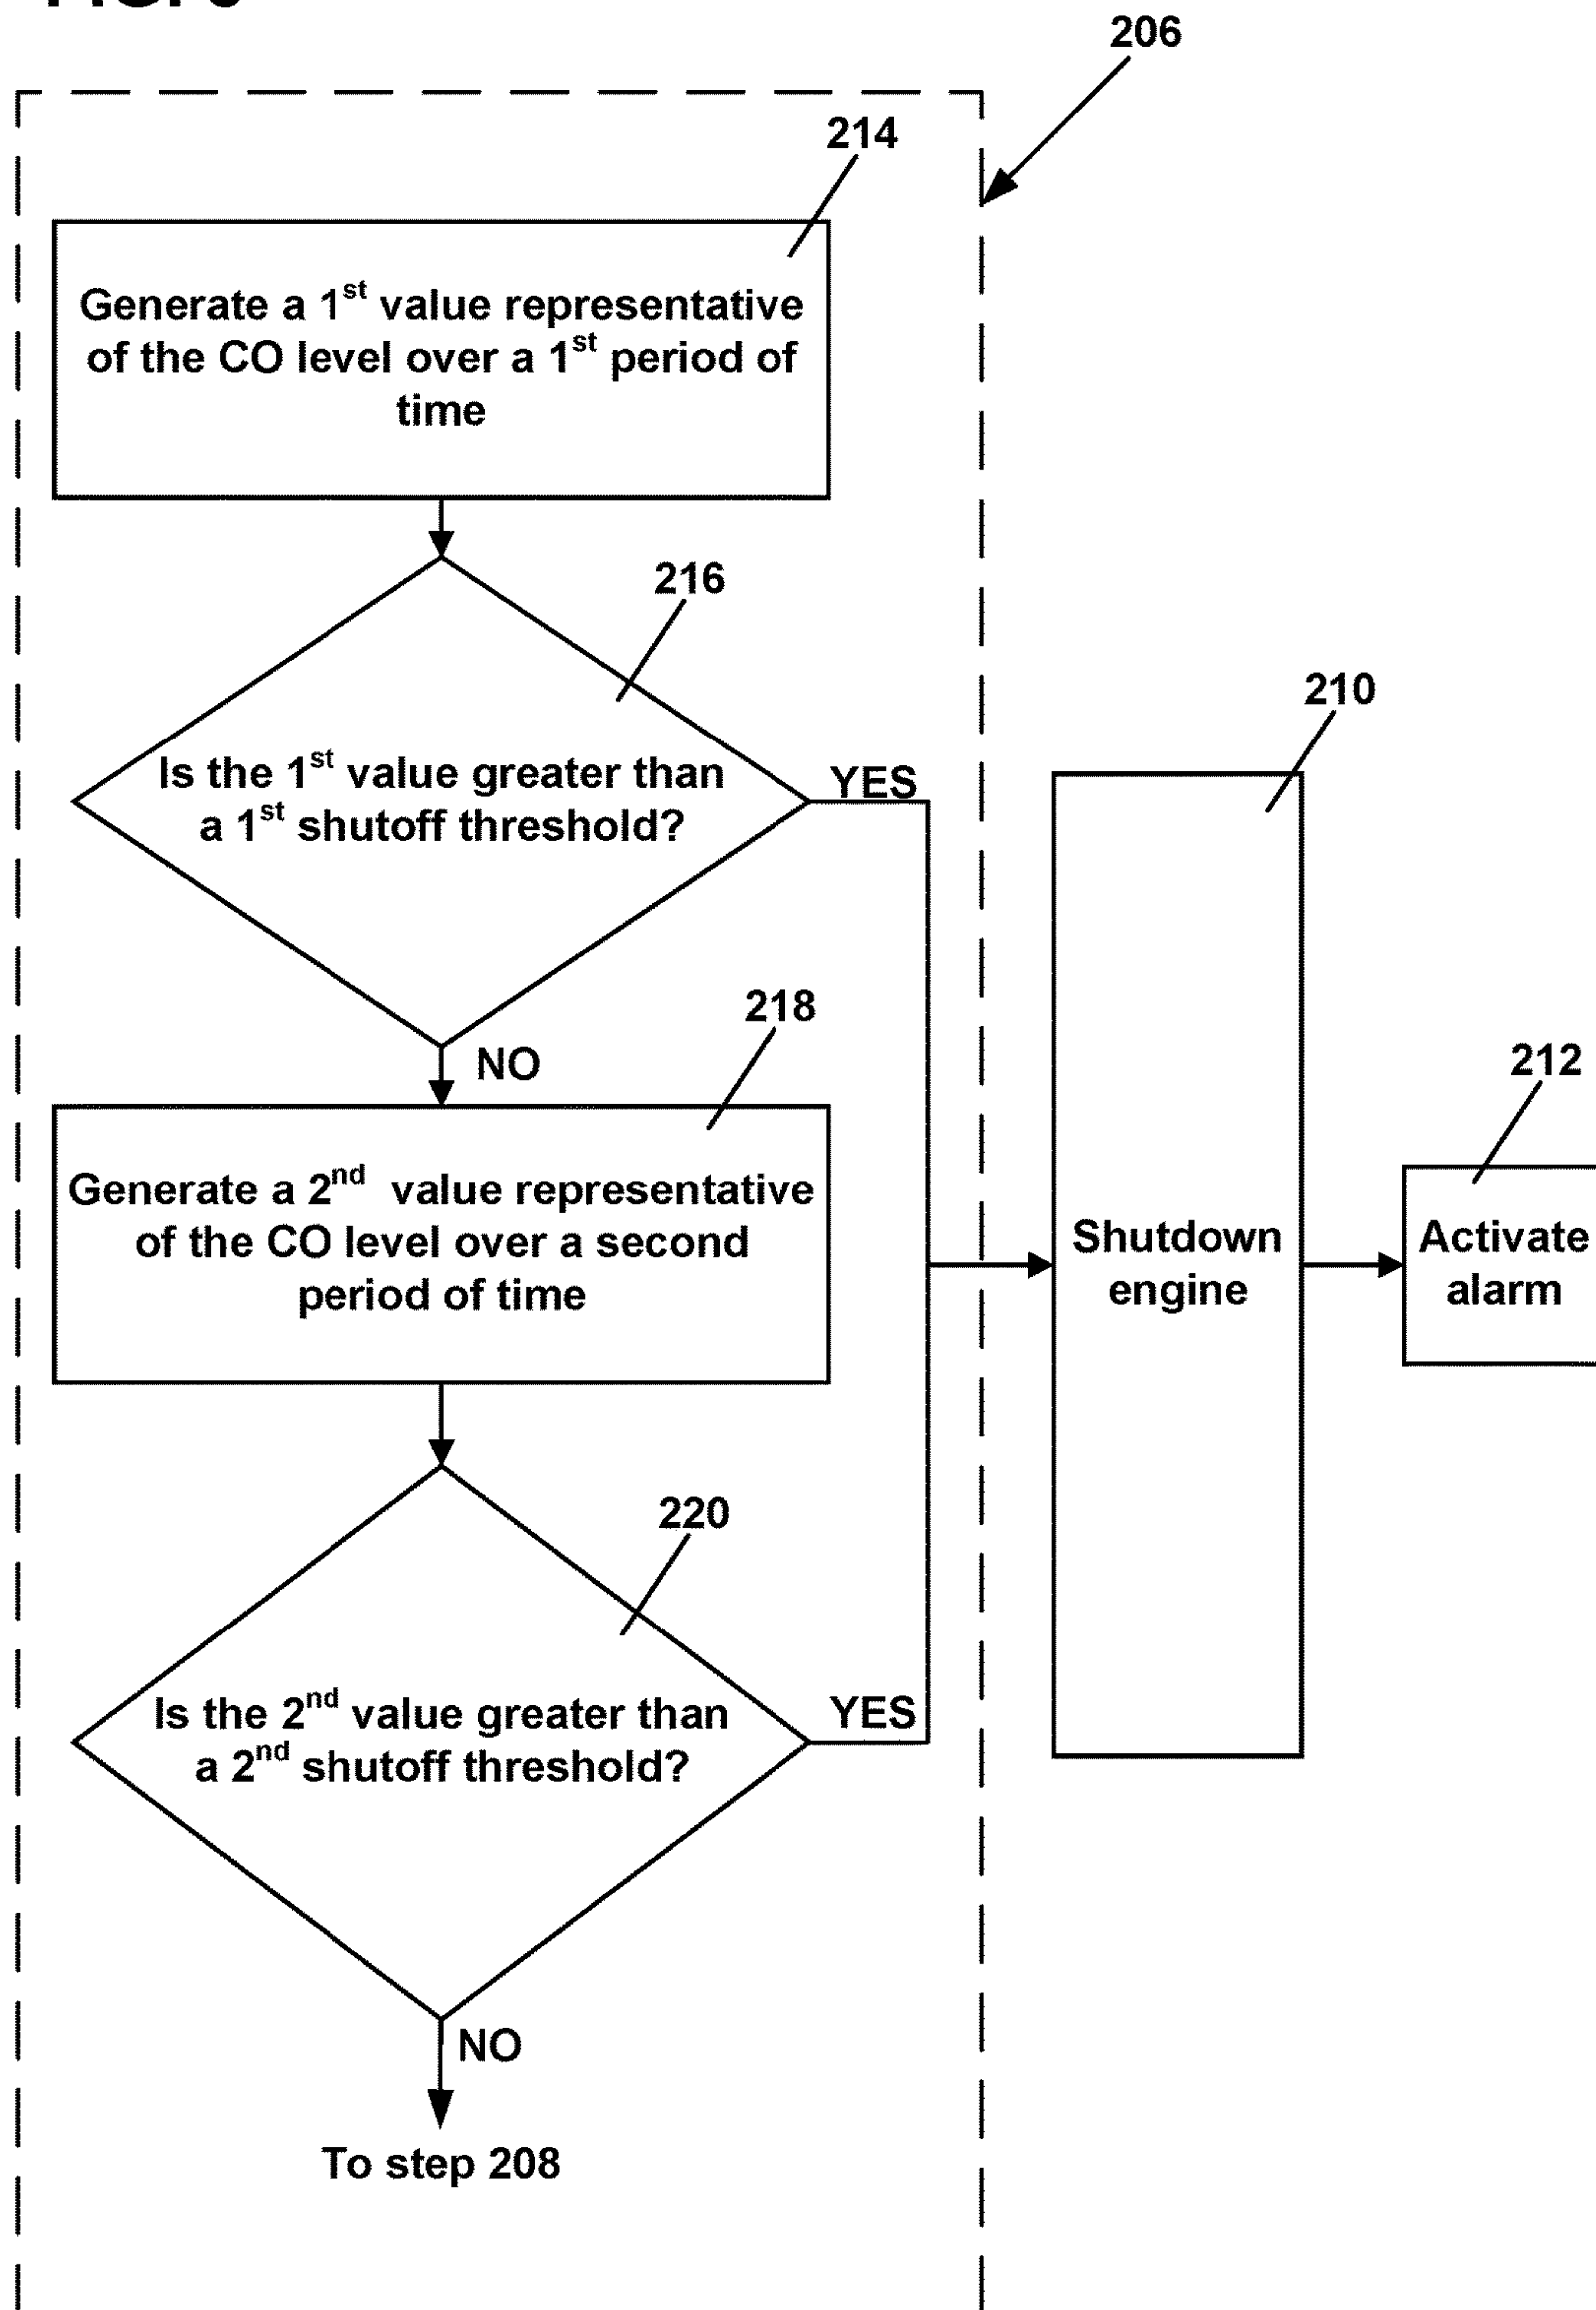 206
214
Generate a 1st value representative
of the CO level over a 1st period of
time
216
Is the 1st value greater than
a 1st shutoff threshold?
YES
210
NO
218
212
Generate a 2nd value representative
of the CO level over a second
period of time
Shutdown
engine
Activate
alarm
220
Is the 2nd value greater than
a 2nd shutoff threshold?
YES
NO
To step 208